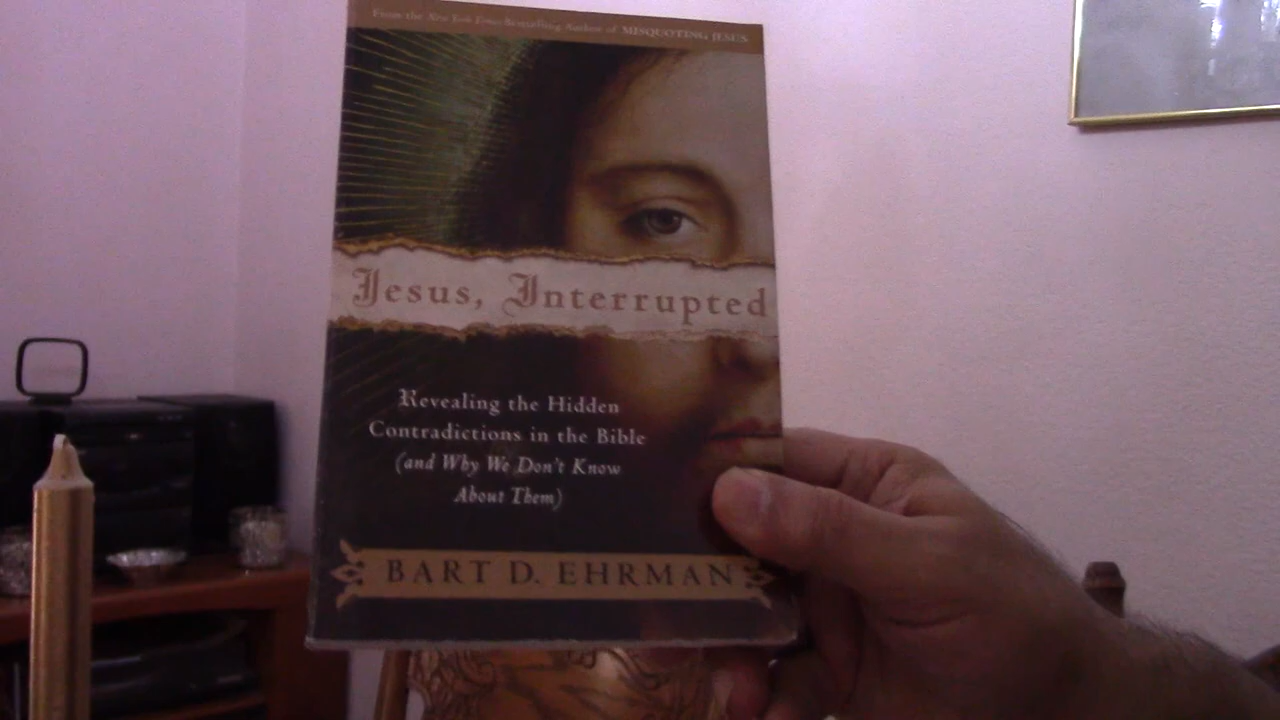 From the New York Times Bestselling Author of MISQUOTING JESUS
Jesus, Interrupted
Revealing the Hidden
Contradictions in the Bible
(and Why We Don't Know
About Them)
BART D. EHRMAN